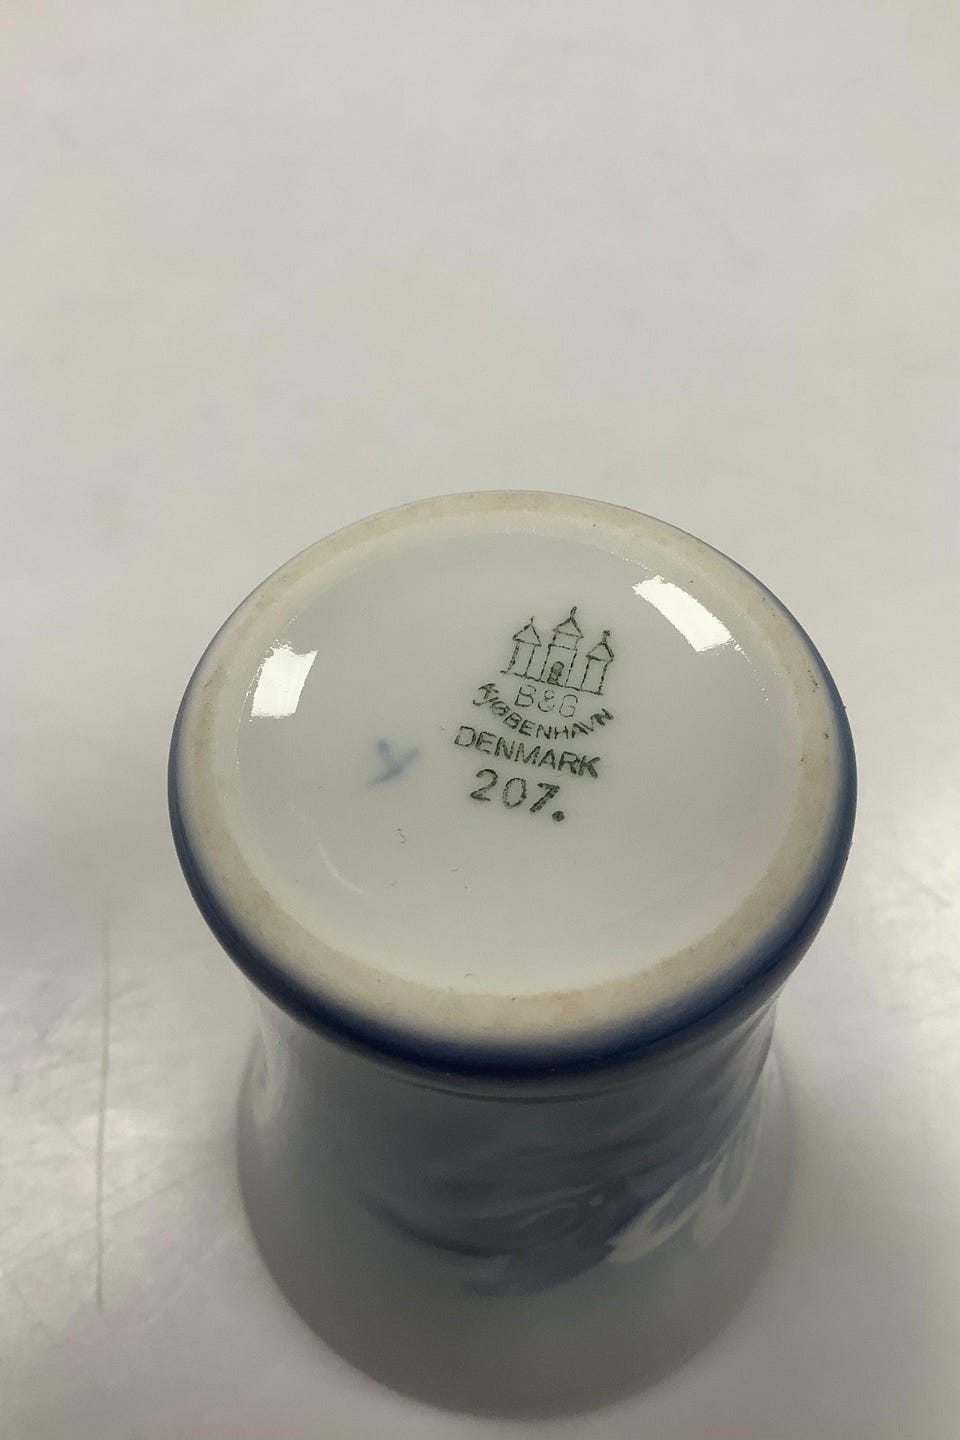 B&G
KJØBENHAVN
DENMARK
207.